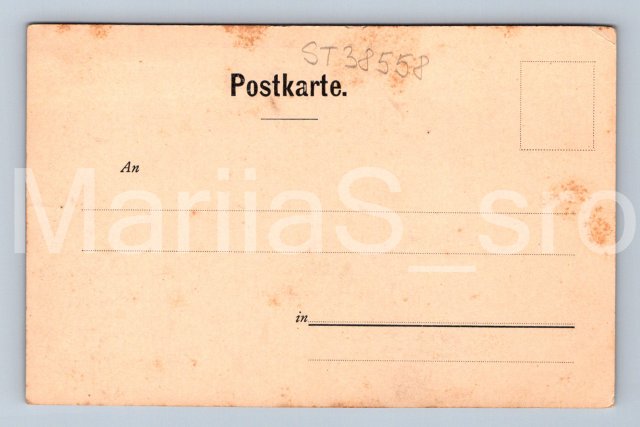 ST38558
Postkarte.
An
MariiaS_sro
in